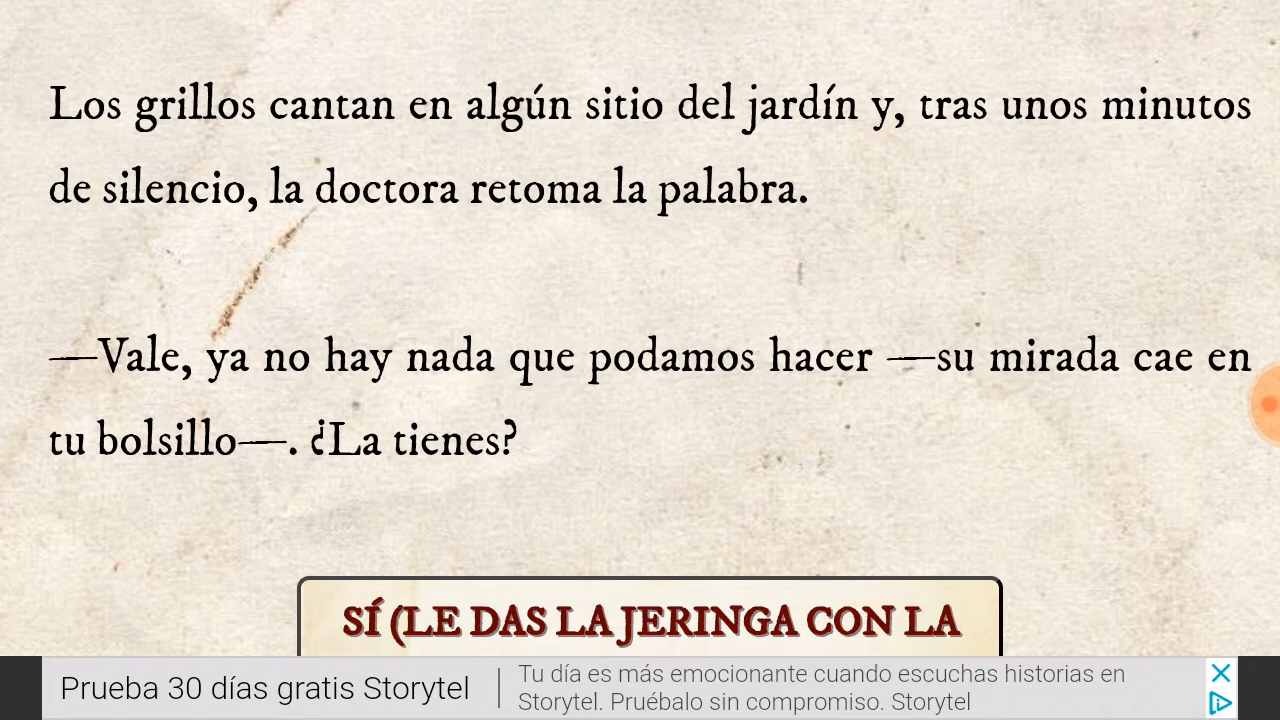 Los grillos cantan en algún sitio del jardín y, tras unos minutos
de silencio, la doctora retoma la palabra.
—Vale, ya no hay nada que podamos hacer —su mirada cae en
tu bolsillo—. ¿La tienes?
SÍ (LE DAS LA JERINGA CON LA
Prueba 30 días gratis Storytel
Tu día es más emocionante cuando escuchas historias en
Storytel. Pruébalo sin compromiso. Storytel